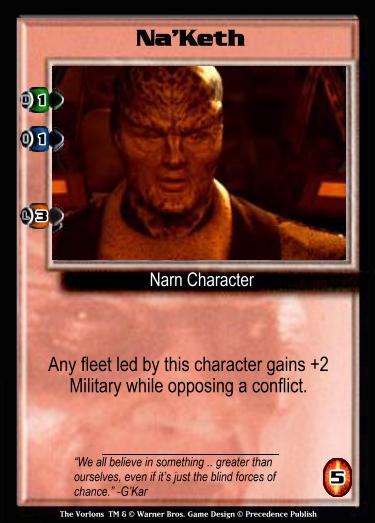 Na'Keth
D 1
I 1
L 3
Narn Character
Any fleet led by this character gains +2
Military while opposing a conflict.
"We all believe in something .. greater than
ourselves, even if it's just the blind forces of
chance." -G'Kar
5
The Vorlons TM & © Warner Bros. Game Design © Precedence Publish